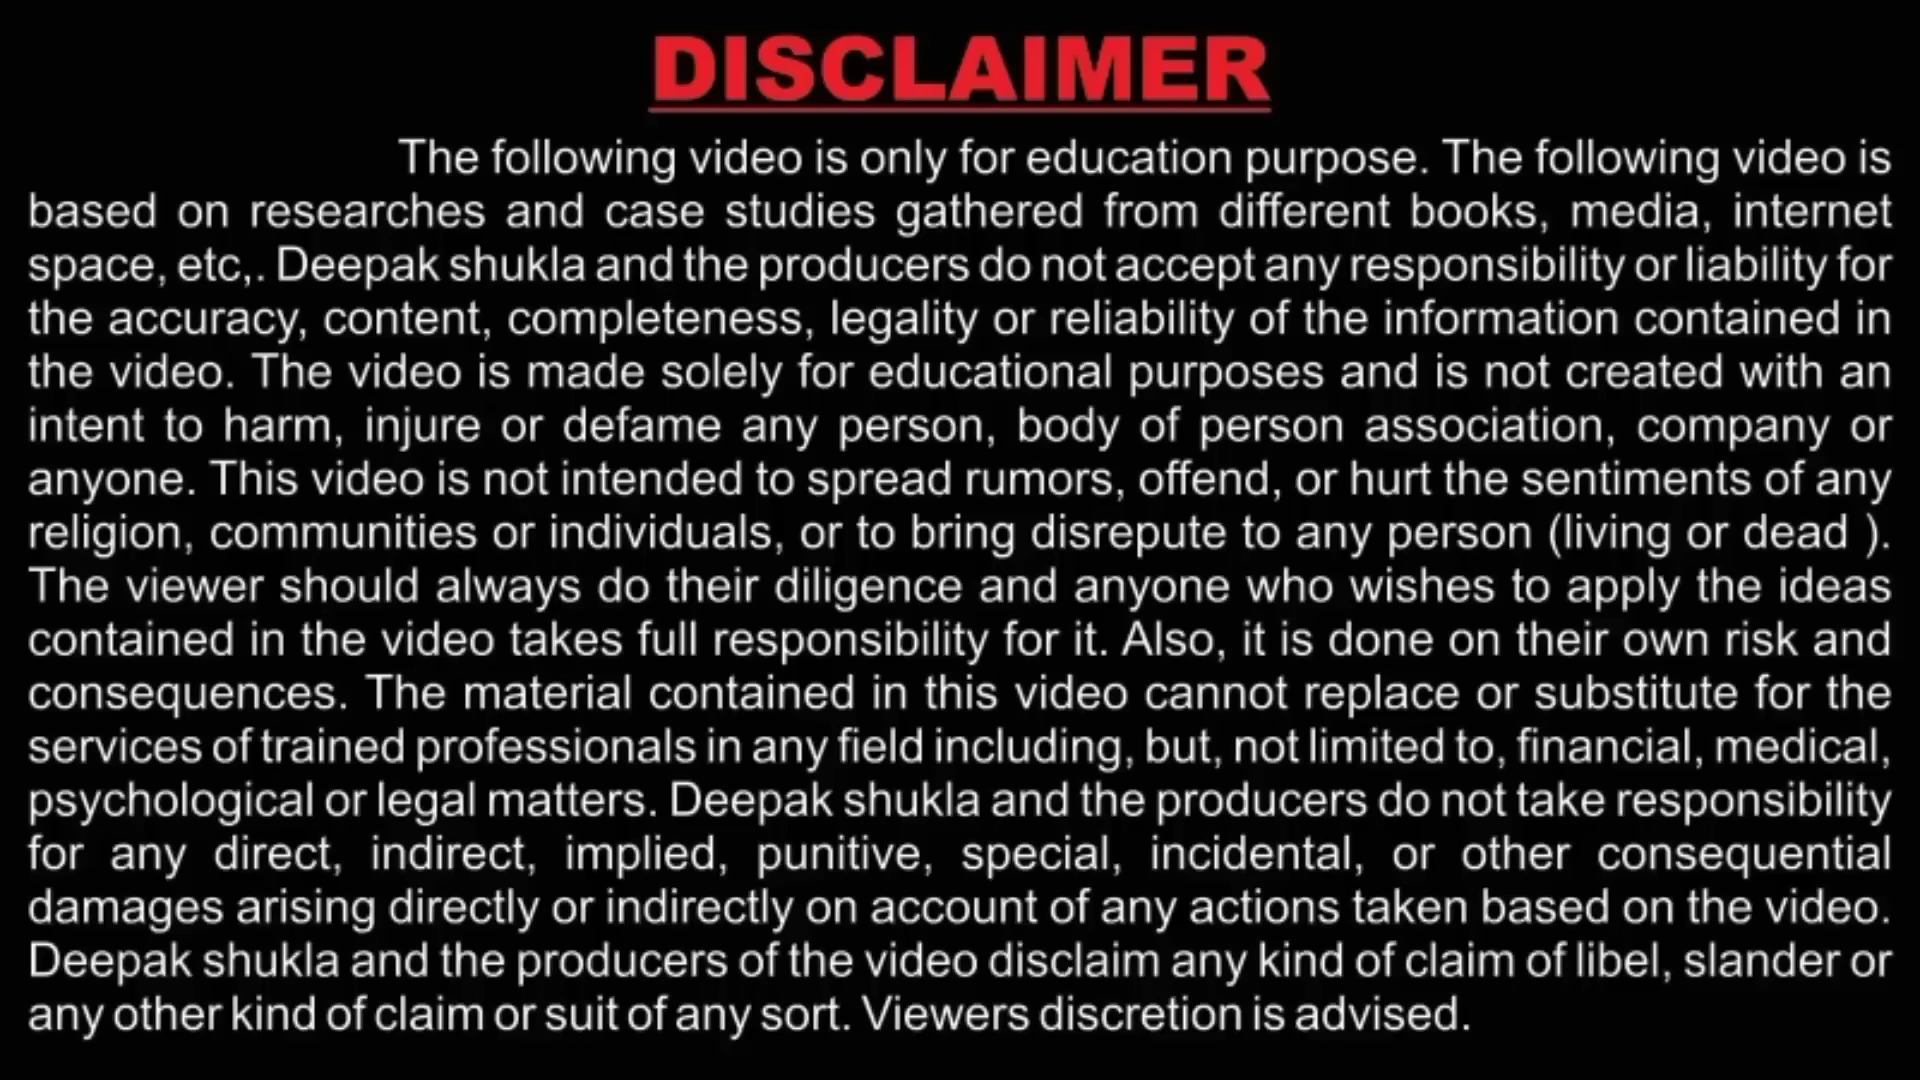 DISCLAIMER
The following video is only for education purpose. The following video is
based on researches and case studies gathered from different books, media, internet
space, etc,. Deepak shukla and the producers do not accept any responsibility or liability for
the accuracy, content, completeness, legality or reliability of the information contained in
the video. The video is made solely for educational purposes and is not created with an
intent to harm, injure or defame any person, body of person association, company or
anyone. This video is not intended to spread rumors, offend, or hurt the sentiments of any
religion, communities or individuals, or to bring disrepute to any person (living or dead ).
The viewer should always do their diligence and anyone who wishes to apply the ideas
contained in the video takes full responsibility for it. Also, it is done on their own risk and
consequences. The material contained in this video cannot replace or substitute for the
services of trained professionals in any field including, but, not limited to, financial, medical,
psychological or legal matters. Deepak shukla and the producers do not take responsibility
for any direct, indirect, implied, punitive, special, incidental, or other consequential
damages arising directly or indirectly on account of any actions taken based on the video.
Deepak shukla and the producers of the video disclaim any kind of claim of libel, slander or
any other kind of claim or suit of any sort. Viewers discretion is advised.